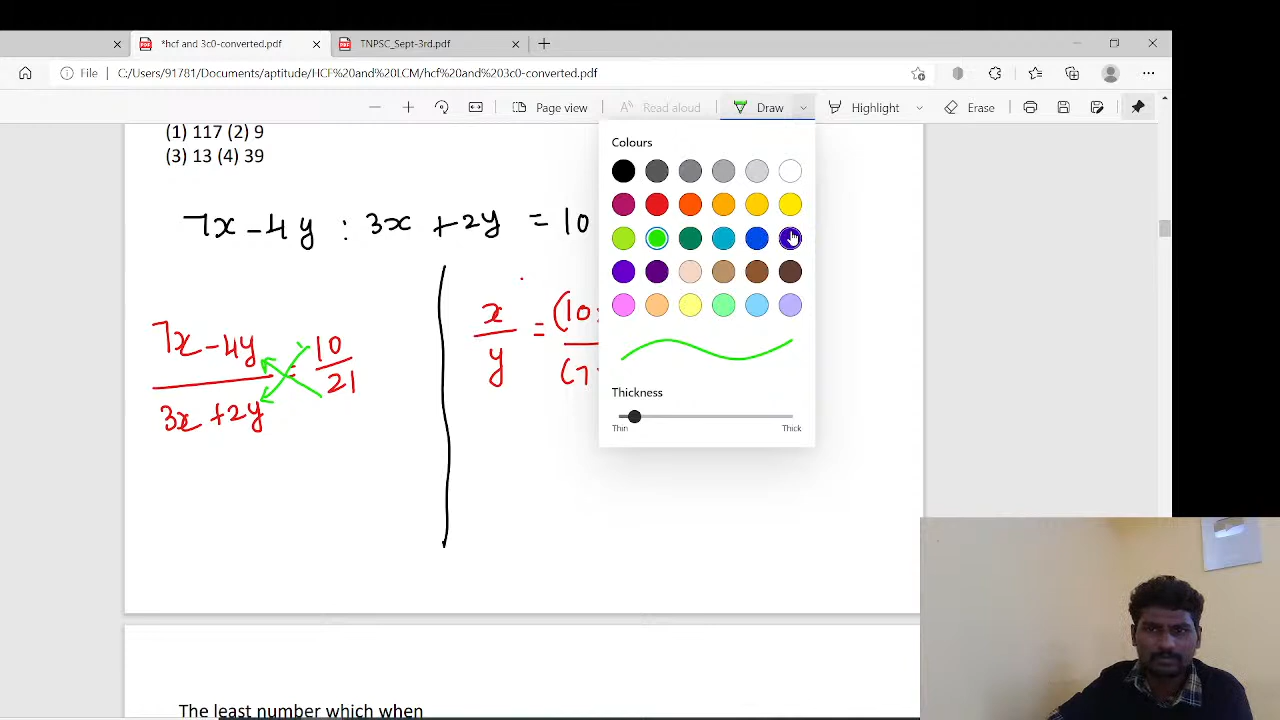 *hcf and 3c0-converted.pdf
TNPSC_Sept-3rd.pdf
File
C:/Users/91781/Documents/aptitude/HCF%20and%20LCM/hcf%20and%203c0-converted.pdf
Page view
Read aloud
Draw
Highlight
Erase
(1) 117 (2) 9
(3) 13 (4) 39
Colours
Thickness
Thin
Thick
7x - 4y : 3x + 2y = 10
7x - 4y
3x + 2y
=
10
21
x
y
=
(10
(7
The least number which when